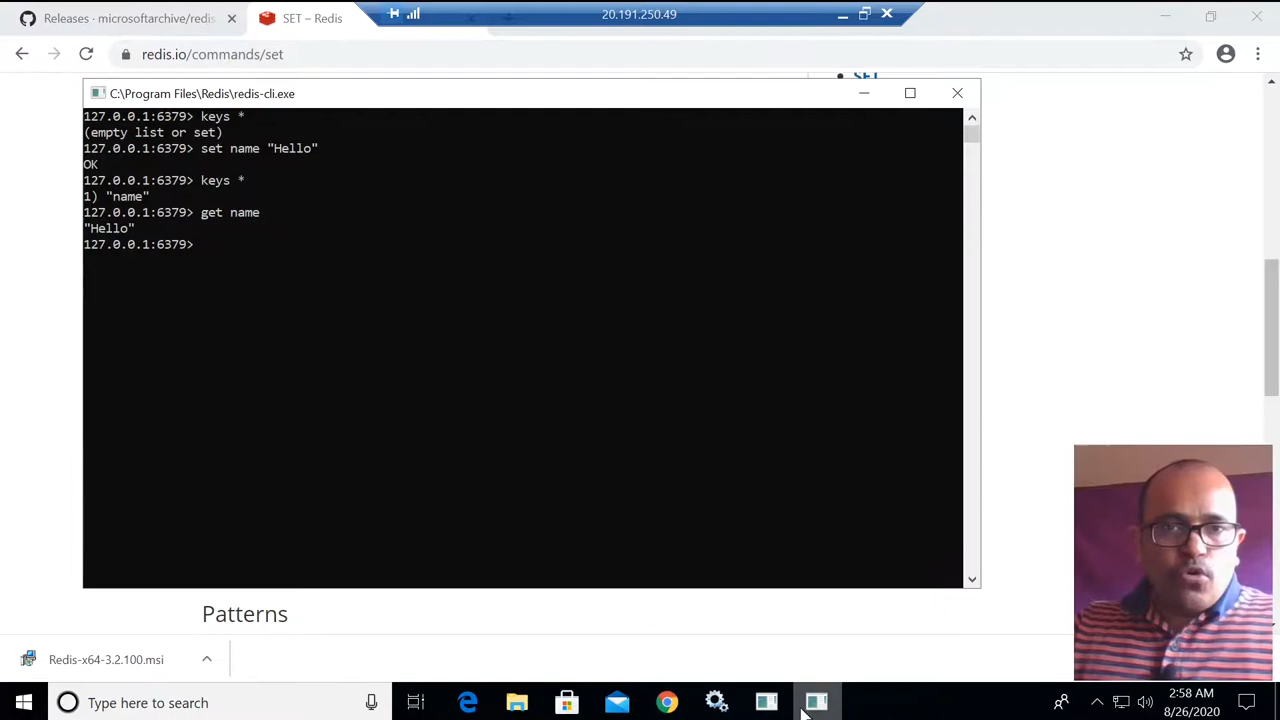 Releases - microsoftarchive/redis
SET – Redis
20.191.250.49
redis.io/commands/set
SET
C:\Program Files\Redis\redis-cli.exe
127.0.0.1:6379> keys *
(empty list or set)
127.0.0.1:6379> set name "Hello"
OK
127.0.0.1:6379> keys *
1) "name"
127.0.0.1:6379> get name
"Hello"
127.0.0.1:6379>
Patterns
Redis-x64-3.2.100.msi
Type here to search
2:58 AM
8/26/2020